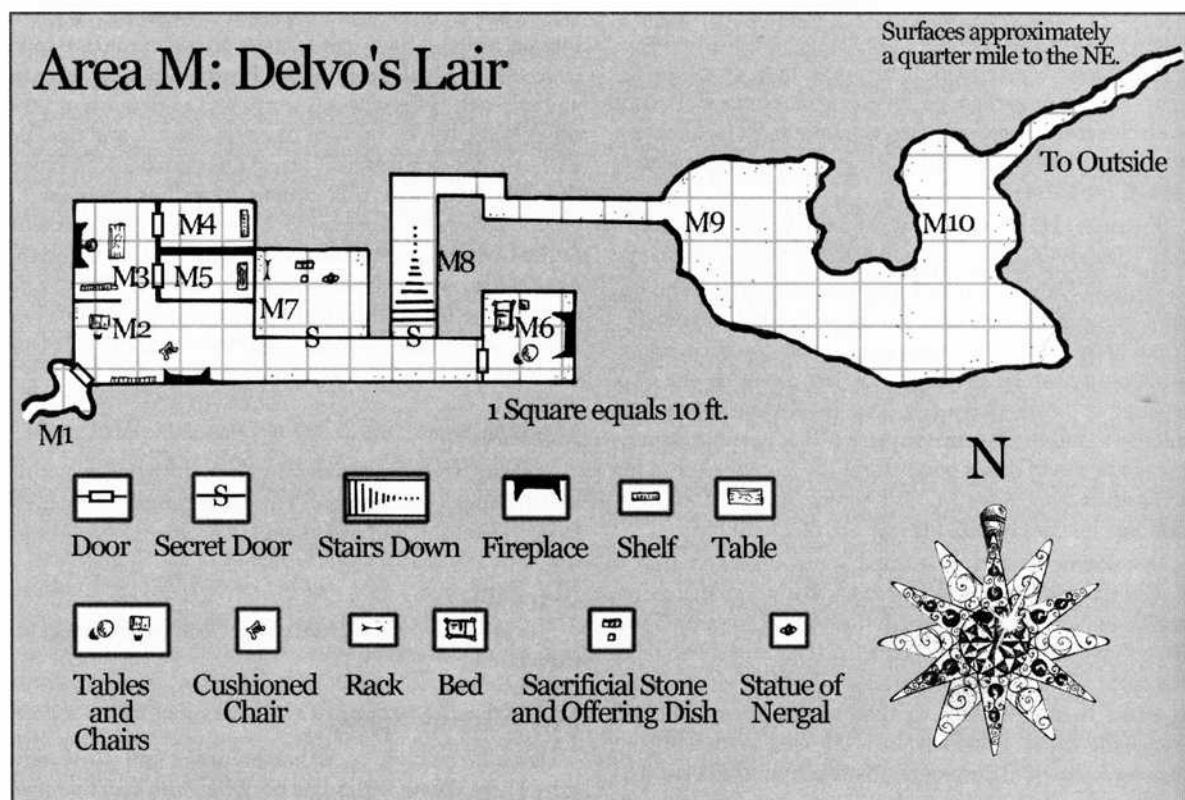 Area M: Delvo's Lair
Surfaces approximately
a quarter mile to the NE.
To Outside
M4
M9
M10
M3
M5
M8
M7
M2
M6
S
S
M1
1 Square equals 10 ft.
N
S
Door
Secret Door
Stairs Down
Fireplace
Shelf
Table
Tables
and
Chairs
Cushioned
Chair
Rack
Bed
Sacrificial Stone
and Offering Dish
Statue of
Nergal